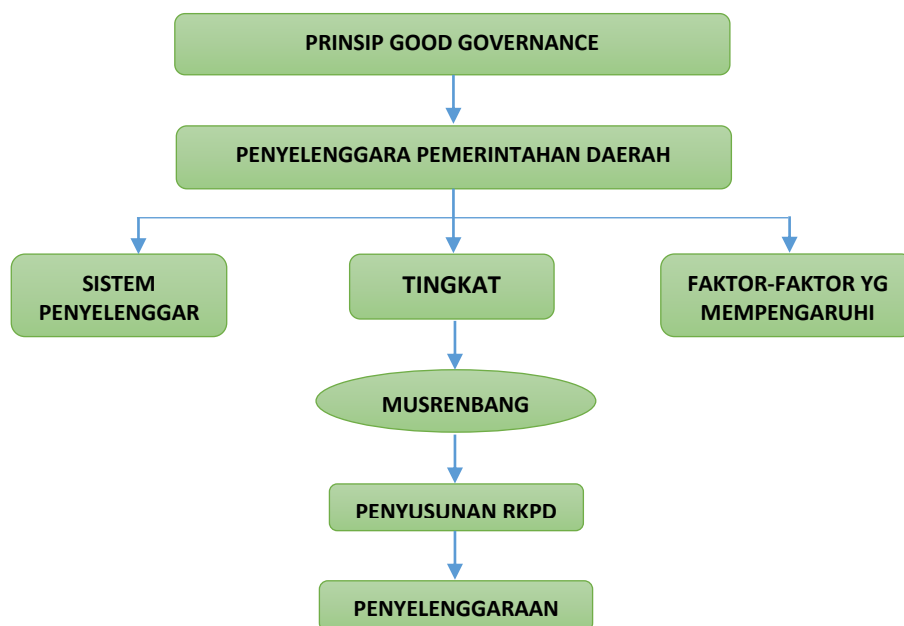 PRINSIP GOOD GOVERNANCE
PENYELENGGARA PEMERINTAHAN DAERAH
SISTEM
PENYELENGGAR
TINGKAT
FAKTOR-FAKTOR YG
MEMPENGARUHI
MUSRENBANG
PENYUSUNAN RKPD
PENYELENGGARAAN